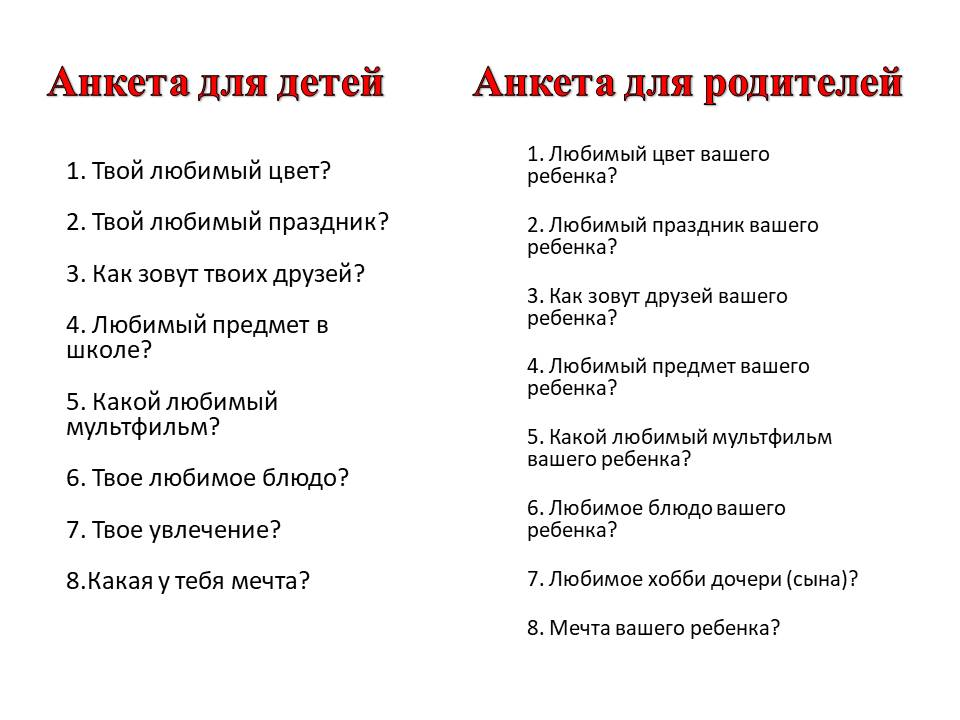 Анкета для детей
1. Твой любимый цвет?
2. Твой любимый праздник?
3. Как зовут твоих друзей?
4. Любимый предмет в
школе?
5. Какой любимый
мультфильм?
6. Твое любимое блюдо?
7. Твое увлечение?
8.Какая у тебя мечта?
Анкета для родителей
1. Любимый цвет вашего
ребенка?
2. Любимый праздник вашего
ребенка?
3. Как зовут друзей вашего
ребенка?
4. Любимый предмет вашего
ребенка?
5. Какой любимый мультфильм
вашего ребенка?
6. Любимое блюдо вашего
ребенка?
7. Любимое хобби дочери (сына)?
8. Мечта вашего ребенка?